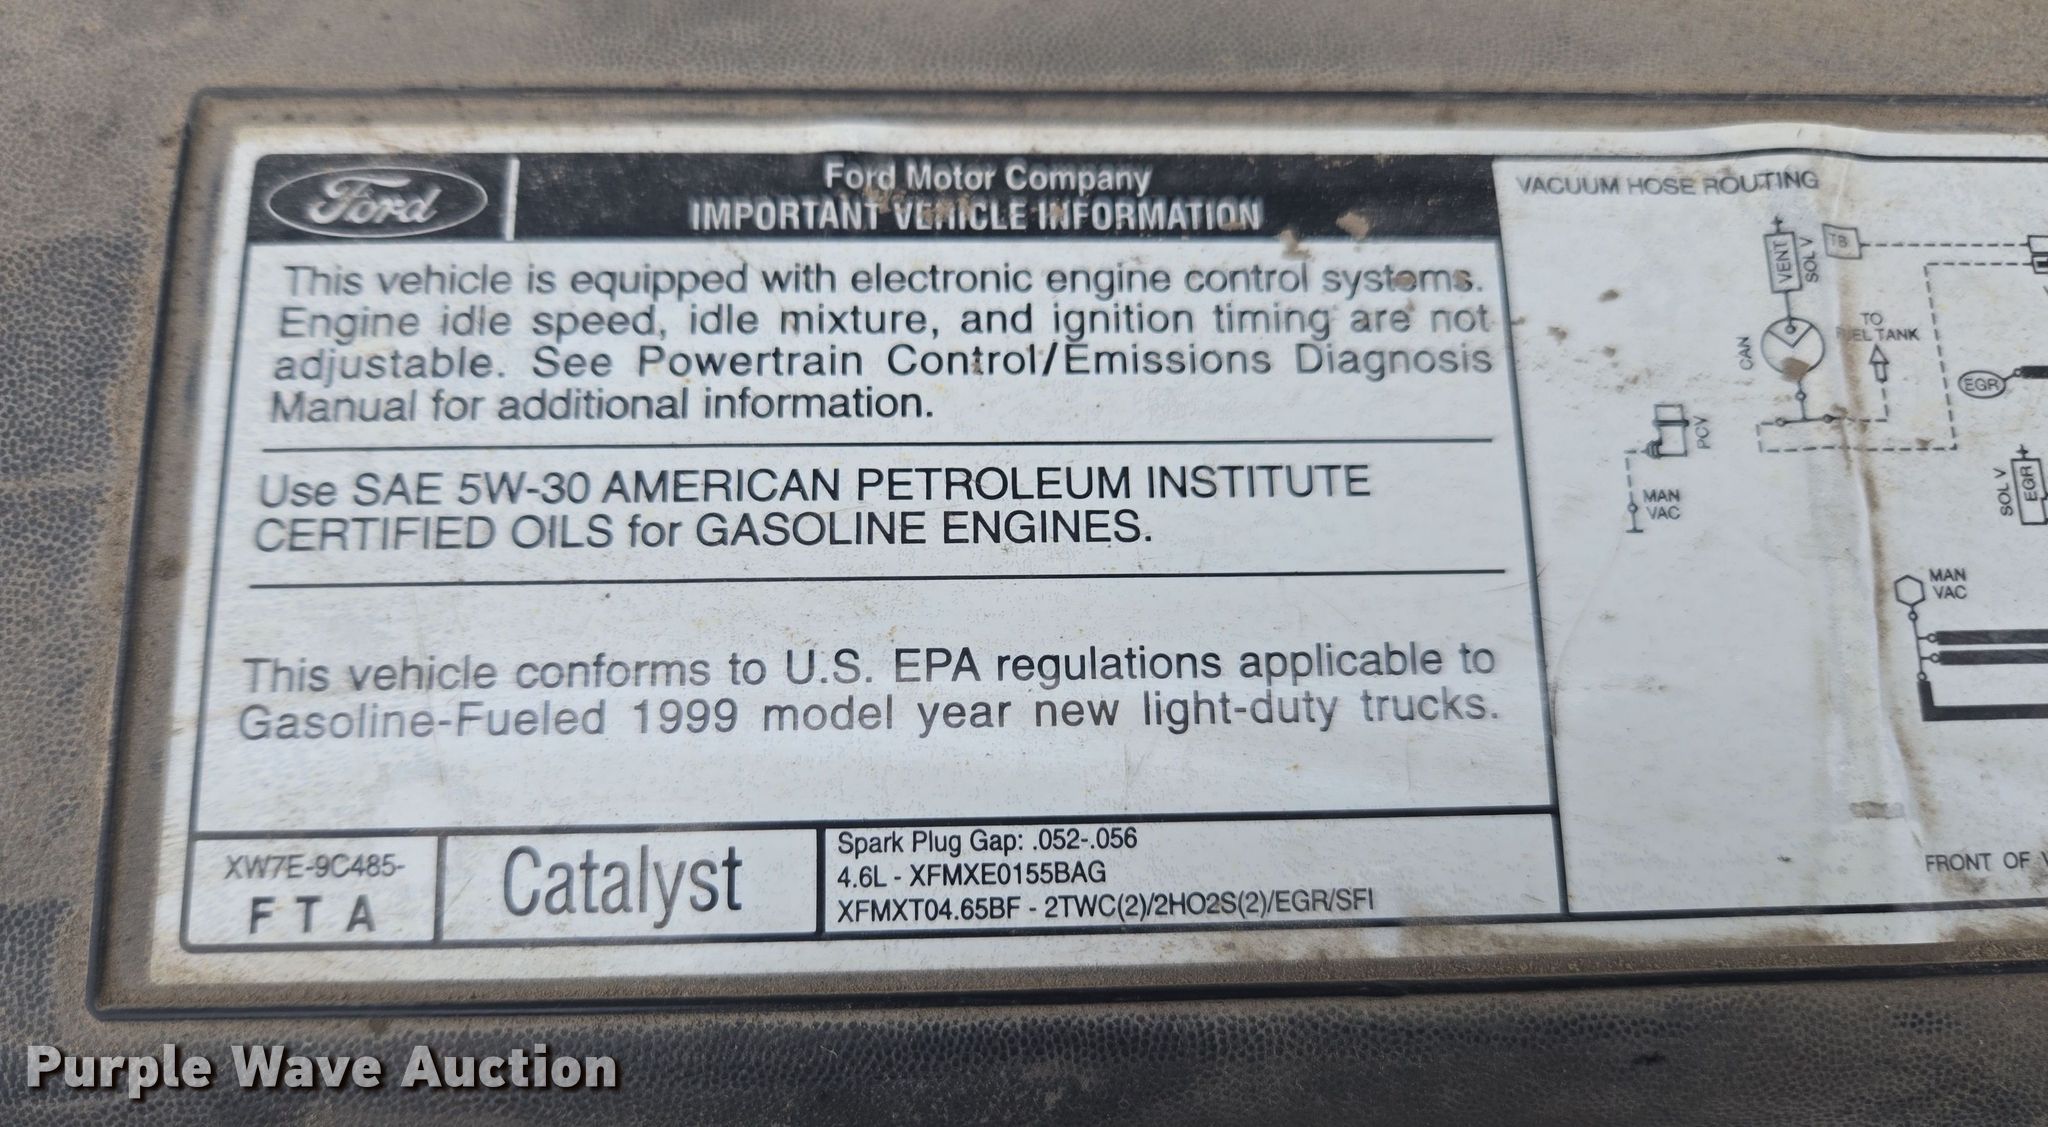 Ford
Ford Motor Company
IMPORTANT VEHICLE INFORMATION
This vehicle is equipped with electronic engine control systems.
Engine idle speed, idle mixture, and ignition timing are not
adjustable. See Powertrain Control/Emissions Diagnosis
Manual for additional information.
Use SAE 5W-30 AMERICAN PETROLEUM INSTITUTE
CERTIFIED OILS for GASOLINE ENGINES.
This vehicle conforms to U.S. EPA regulations applicable to
Gasoline-Fueled 1999 model year new light-duty trucks.
XW7E-9C485-
F T A
Catalyst
Spark Plug Gap: .052-.056
4.6L - XFMXE0155BAG
XFMXT04.65BF - 2TWC(2)/2HO2S(2)/EGR/SFI
VACUUM HOSE ROUTING
VENT
SOL V
TB
CAN
TO
TANK
EGR
PCV
MAN
VAC
SOL V
EGR
MAN
VAC
FRONT OF
Purple Wave Auction